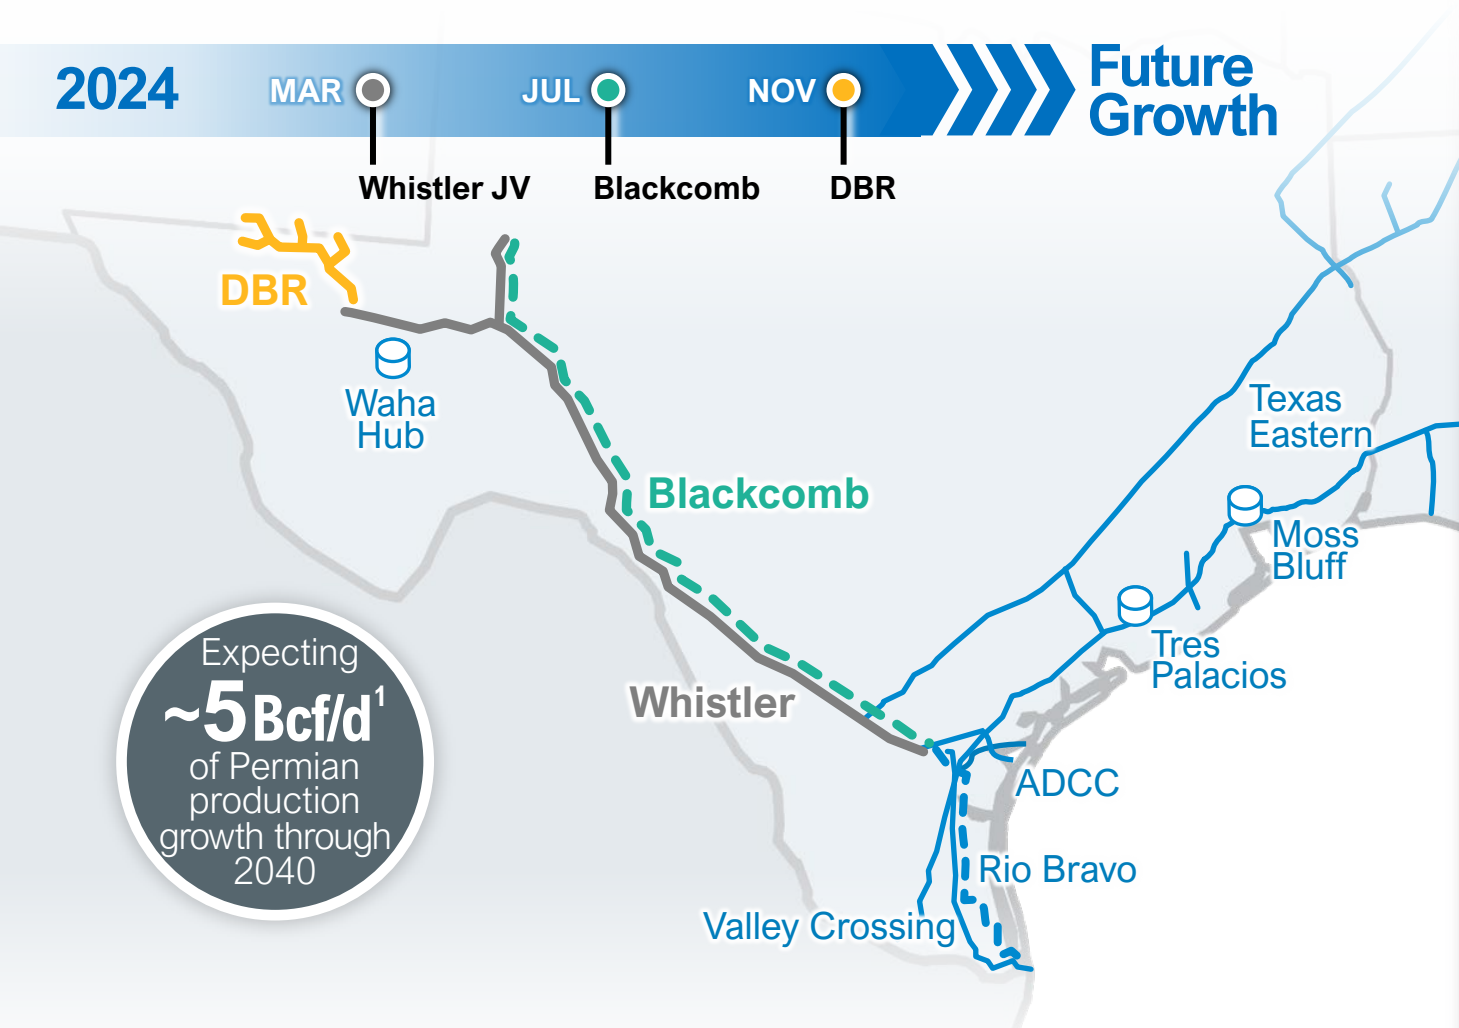 2024
MAR
JUL
NOV
Future
Growth
Whistler JV
Blackcomb
DBR
DBR
Waha
Hub
Texas
Eastern
Blackcomb
Moss
Bluff
Expecting
~5 Bcf/d¹
of Permian
production
growth through
2040
Tres
Palacios
Whistler
ADCC
Rio Bravo
Valley Crossing